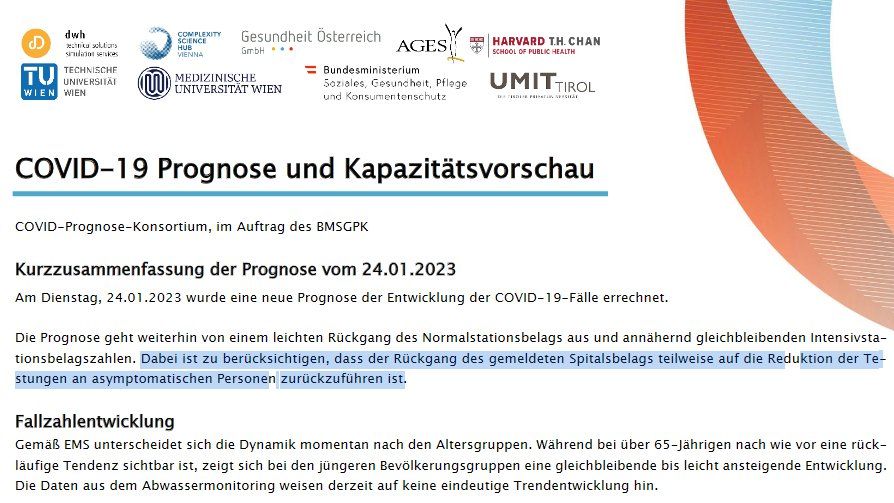 dwh
technical solutions
simulation services
COMPLEXITY
SCIENCE
HUB
VIENNA
Gesundheit Österreich
GmbH
AGES
HARVARD T.H. CHAN
SCHOOL OF PUBLIC HEALTH
TU
WIEN
TECHNISCHE
UNIVERSITÄT
WIEN
MEDIZINISCHE
UNIVERSITÄT WIEN
Bundesministerium
Soziales, Gesundheit, Pflege
und Konsumentenschutz
UMIT TIROL
COVID-19 Prognose und Kapazitätsvorschau
COVID-Prognose-Konsortium, im Auftrag des BMSGPK
Kurzzusammenfassung der Prognose vom 24.01.2023
Am Dienstag, 24.01.2023 wurde eine neue Prognose der Entwicklung der COVID-19-Fälle errechnet.
Die Prognose geht weiterhin von einem leichten Rückgang des Normalstationsbelags aus und annähernd gleichbleibenden Intensivsta-
tionsbelagszahlen. Dabei ist zu berücksichtigen, dass der Rückgang des gemeldeten Spitalsbelags teilweise auf die Reduktion der Te-
stungen an asymptomatischen Personen zurückzuführen ist.
Fallzahlentwicklung
Gemäß EMS unterscheidet sich die Dynamik momentan nach den Altersgruppen. Während bei über 65-Jährigen nach wie vor eine rück-
läufige Tendenz sichtbar ist, zeigt sich bei den jüngeren Bevölkerungsgruppen eine gleichbleibende bis leicht ansteigende Entwicklung.
Die Daten aus dem Abwassermonitoring weisen derzeit auf keine eindeutige Trendentwicklung hin.